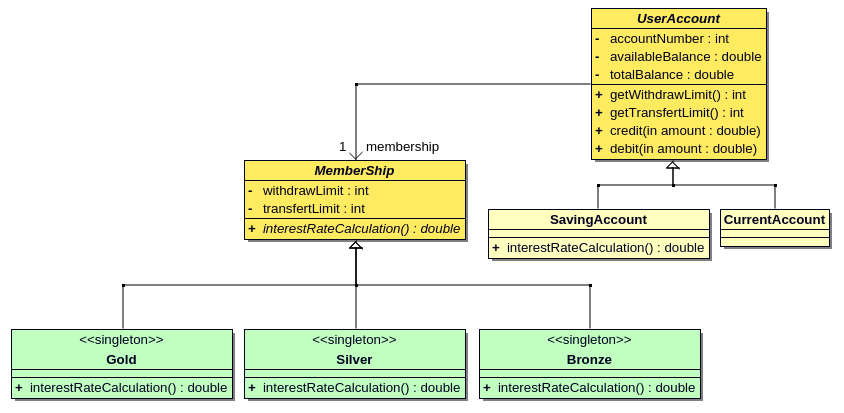 UserAccount
- accountNumber : int
- availableBalance : double
- totalBalance : double
+ getWithdrawLimit() : int
+ getTransfertLimit() : int
+ credit(in amount : double)
+ debit(in amount : double)
1 membership
MemberShip
- withdrawLimit : int
- transfertLimit : int
+ interestRateCalculation() : double
SavingAccount
+ interestRateCalculation() : double
CurrentAccount
<<singleton>>
Gold
+ interestRateCalculation() : double
<<singleton>>
Silver
+ interestRateCalculation() : double
<<singleton>>
Bronze
+ interestRateCalculation() : double